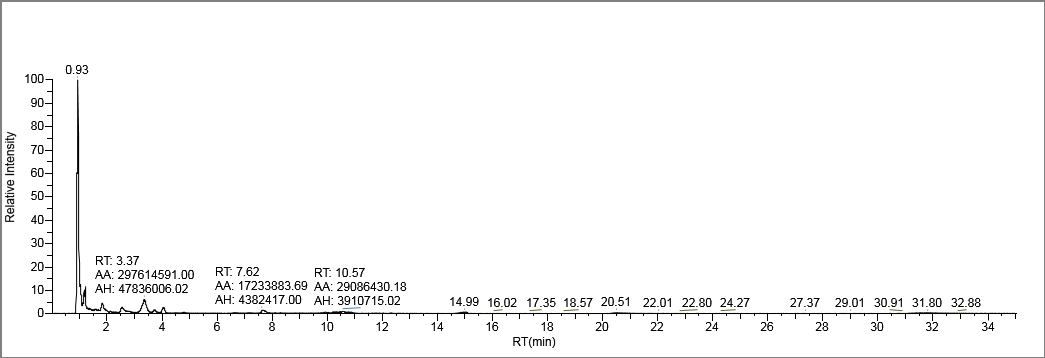 0.93
100
90
80
70
60
50
40
30
20
10
0
Relative Intensity
RT: 3.37
AA: 297614591.00
AH: 47836006.02
RT: 7.62
AA: 17233883.69
AH: 4382417.00
RT: 10.57
AA: 29086430.18
AH: 3910715.02
14.99 16.02 17.35 18.57 20.51 22.01 22.80 24.27 27.37 29.01 30.91 31.80 32.88
2 4 6 8 10 12 14 16 18 20 22 24 26 28 30 32 34
RT(min)